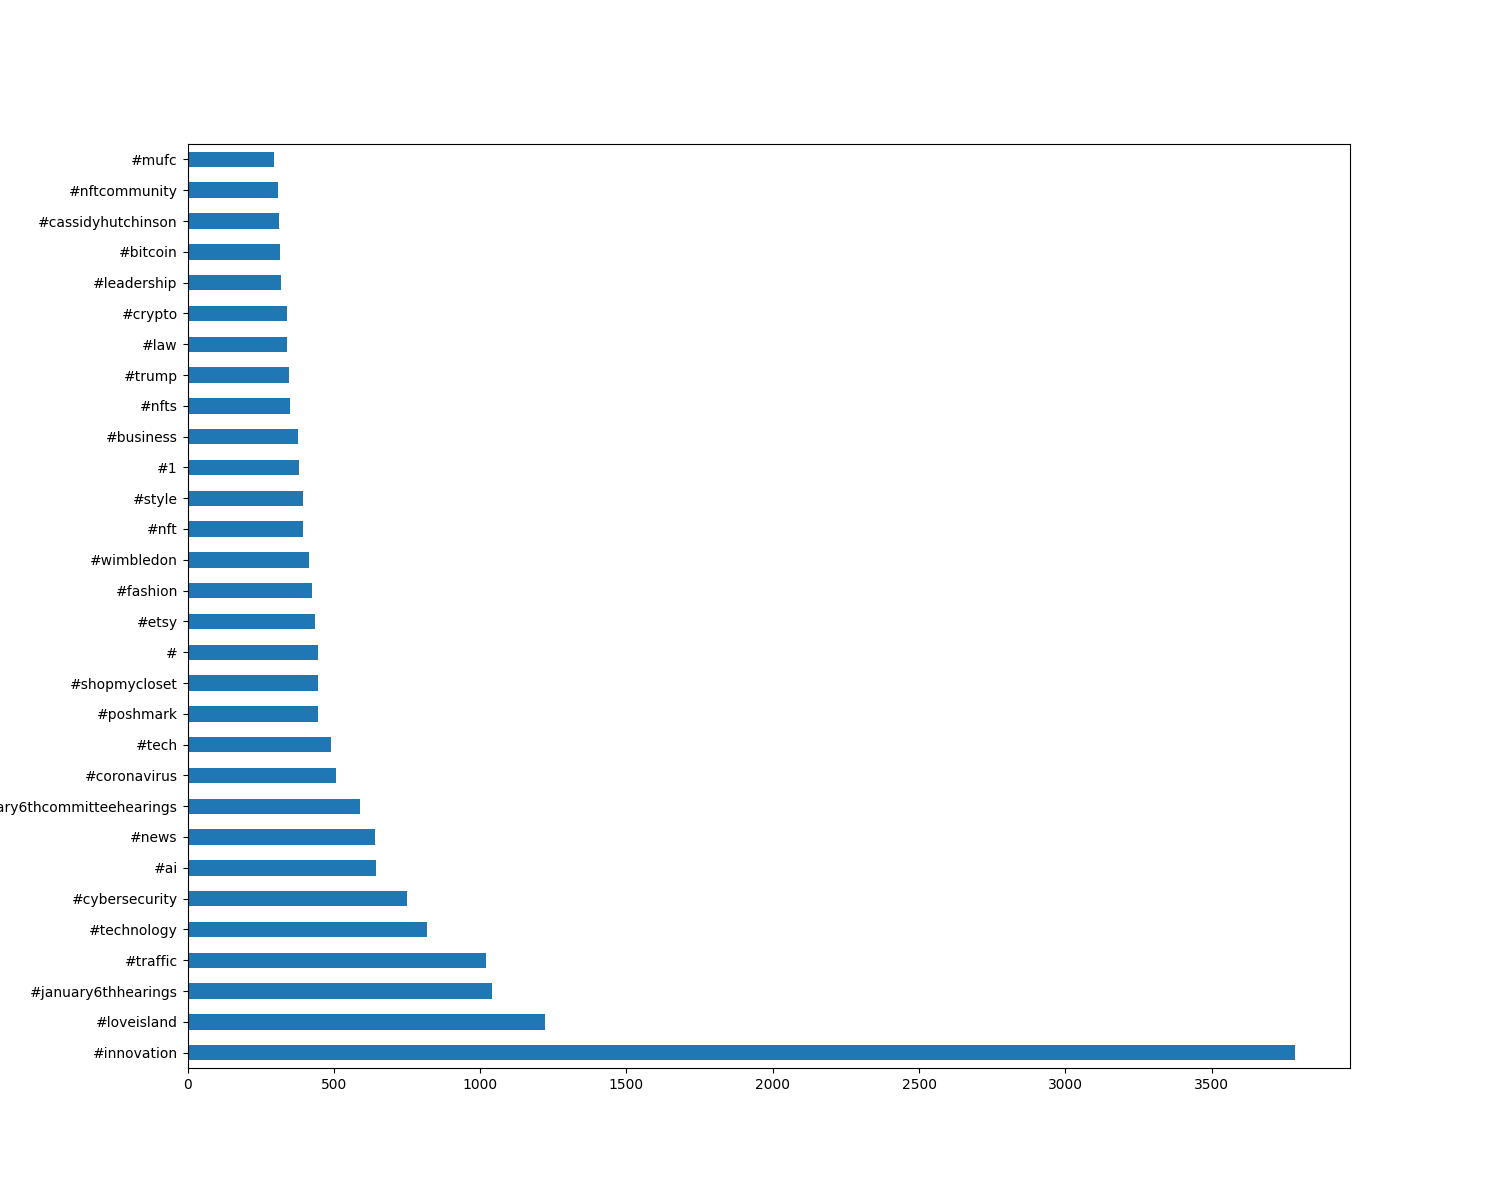 #mufc
#nftcommunity
#cassidyhutchinson
#bitcoin
#leadership
#crypto
#law
#trump
#nfts
#business
#1
#style
#nft
#wimbledon
#fashion
#etsy
#
#shopmycloset
#poshmark
#tech
#coronavirus
ary6thcommitteehearings
#news
#ai
#cybersecurity
#technology
#traffic
#january6thhearings
#loveisland
#innovation
0 500 1000 1500 2000 2500 3000 3500